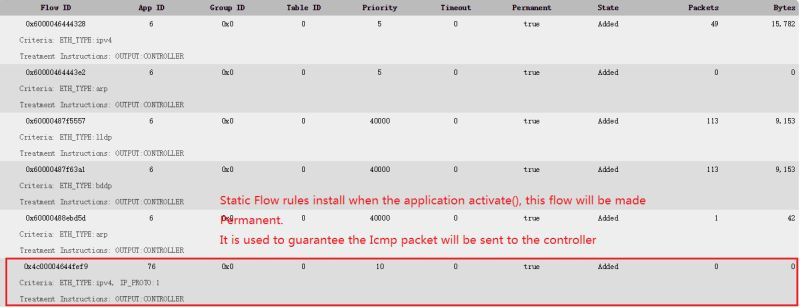 Flow ID App ID Group ID Table ID Priority Timeout Permanent State Packets Bytes
0x6000046444328 6 0x0 0 5 0 true Added 49 15,782
Criteria: ETH_TYPE:ipv4
Treatment Instructions: OUTPUT:CONTROLLER
0x60000464443e2 6 0x0 0 5 0 true Added 0 0
Criteria: ETH_TYPE:arp
Treatment Instructions: OUTPUT:CONTROLLER
0x60000487f5557 6 0x0 0 40000 0 true Added 113 9,153
Criteria: ETH_TYPE:lldp
Treatment Instructions: OUTPUT:CONTROLLER
0x60000487f63a1 6 0x0 0 40000 0 true Added 113 9,153
Criteria: ETH_TYPE:bddp
Treatment Instructions: OUTPUT:CONTROLLER
Static Flow rules install when the application activate(), this flow will be made
Permanent.
0x60000488ebd5d 6 0x0 0 40000 0 true Added 1 42
It is used to guarantee the Icmp packet will be sent to the controller
Criteria: ETH_TYPE:arp
Treatment Instructions: OUTPUT:CONTROLLER
0x4c00004644fef9 76 0x0 0 10 0 true Added 0 0
Criteria: ETH_TYPE:ipv4, IP_PROTO:1
Treatment Instructions: OUTPUT:CONTROLLER